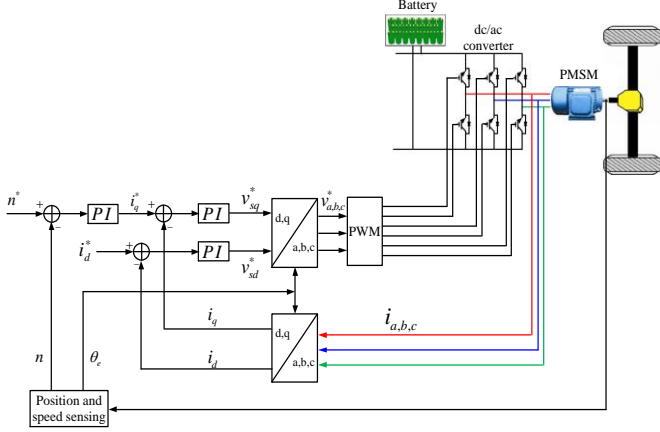 Battery
dc/ac
converter
PMSM
n*
+
−
PI
i*q
+
−
PI
v*sq
d,q
a,b,c
v*a,b,c
PWM
i*d
+
−
PI
v*sd
iq
id
d,q
a,b,c
ia,b,c
n
θe
Position and
speed sensing